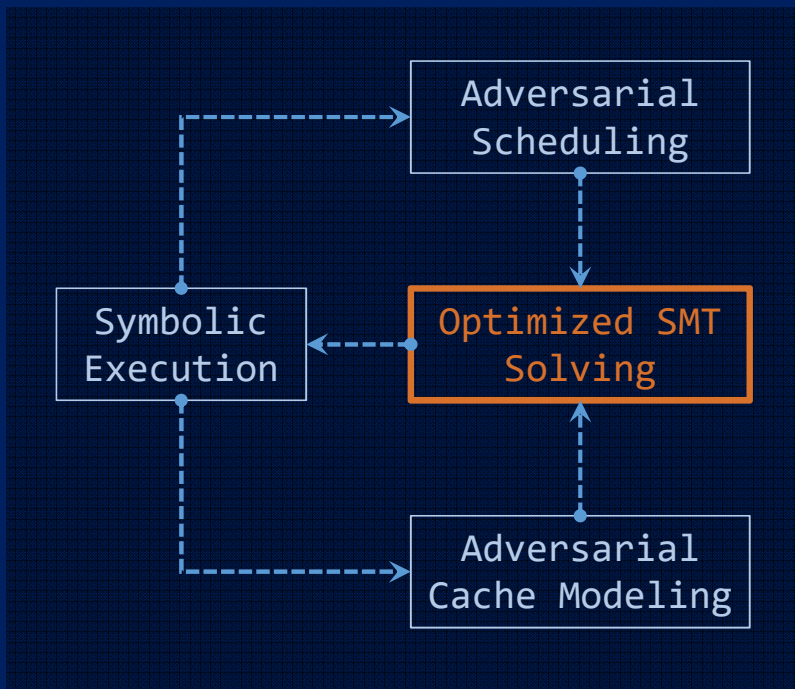 Adversarial
Scheduling
Symbolic
Execution
Optimized SMT
Solving
Adversarial
Cache Modeling